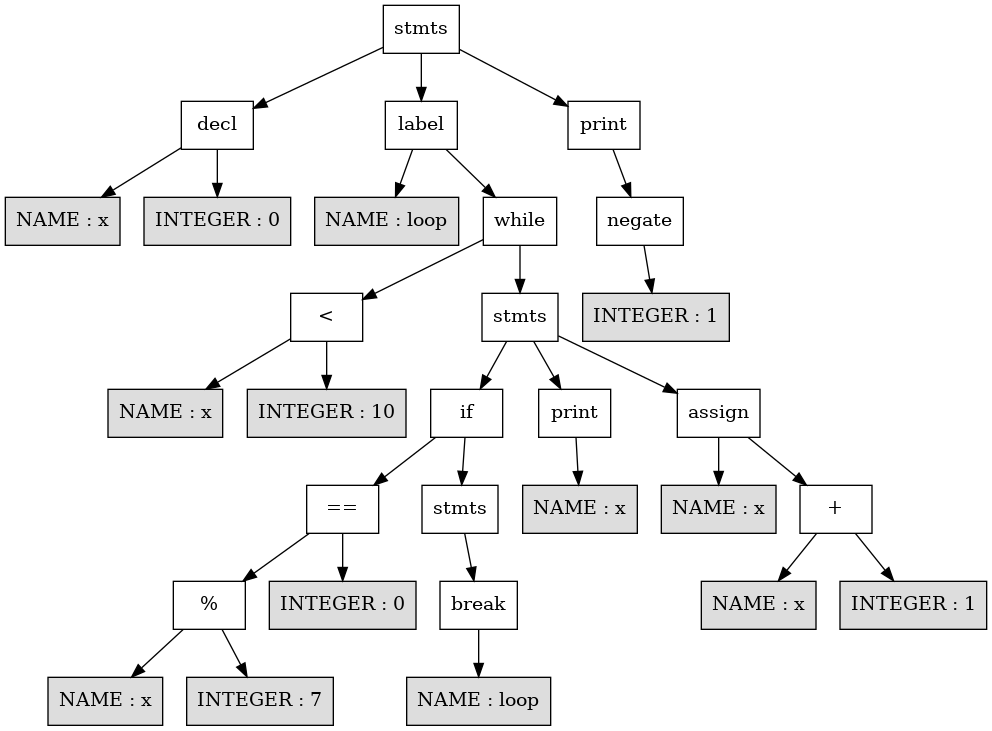 stmts
decl
label
print
NAME : x
INTEGER : 0
NAME : loop
while
negate
<
stmts
INTEGER : 1
NAME : x
INTEGER : 10
if
print
assign
==
stmts
NAME : x
NAME : x
+
%
INTEGER : 0
break
NAME : x
INTEGER : 1
NAME : x
INTEGER : 7
NAME : loop